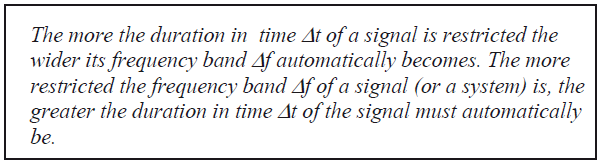 The more the duration in time Δt of a signal is restricted the
wider its frequency band Δf automatically becomes. The more
restricted the frequency band Δf of a signal (or a system) is, the
greater the duration in time Δt of the signal must automatically
be.